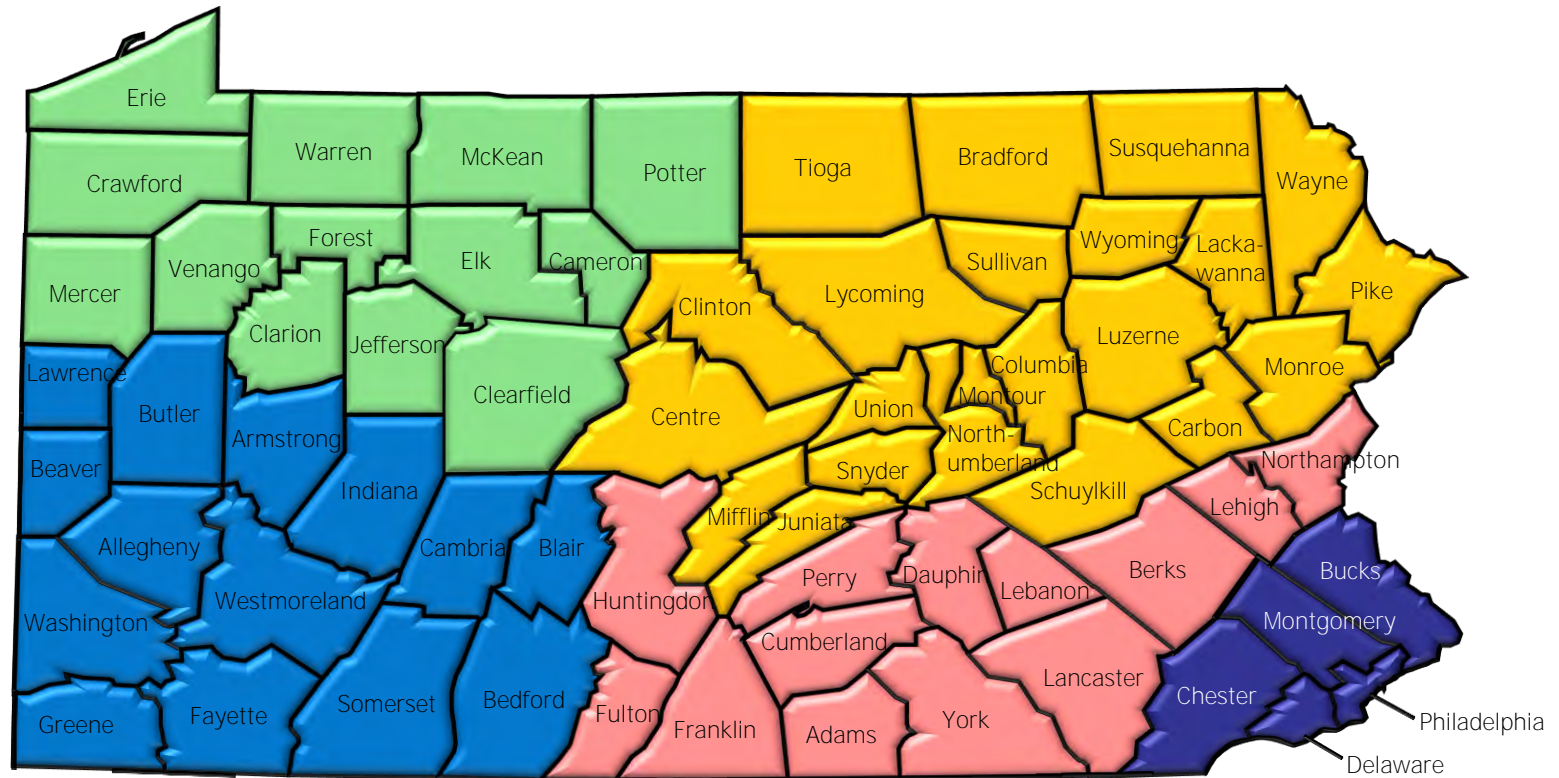 Erie
Warren
McKean
Potter
Tioga
Bradford
Susquehanna
Wayne
Crawford
Forest
Venango
Elk
Cameron
Mercer
Clarion
Jefferson
Clinton
Lycoming
Sullivan
Wyoming
Lacka-
wanna
Pike
Luzerne
Columbia
Monroe
Lawrence
Butler
Armstrong
Clearfield
Centre
Union
Montour
Carbon
Beaver
Indiana
Snyder
North-
umberland
Schuylkill
Northampton
Lehigh
Allegheny
Cambria
Blair
Mifflin
Juniata
Perry
Dauphin
Lebanon
Berks
Bucks
Washington
Westmoreland
Huntingdon
Cumberland
Montgomery
Lancaster
Chester
Greene
Fayette
Somerset
Bedford
Fulton
Franklin
Adams
York
Philadelphia
Delaware